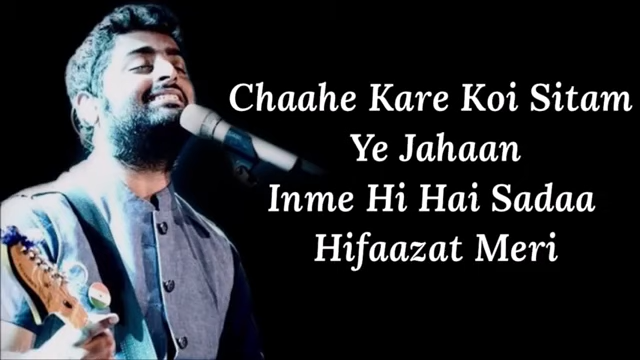 Chaahe Kare Koi Sitam
Ye Jahaan
Inme Hi Hai Sadaa
Hifaazat Meri